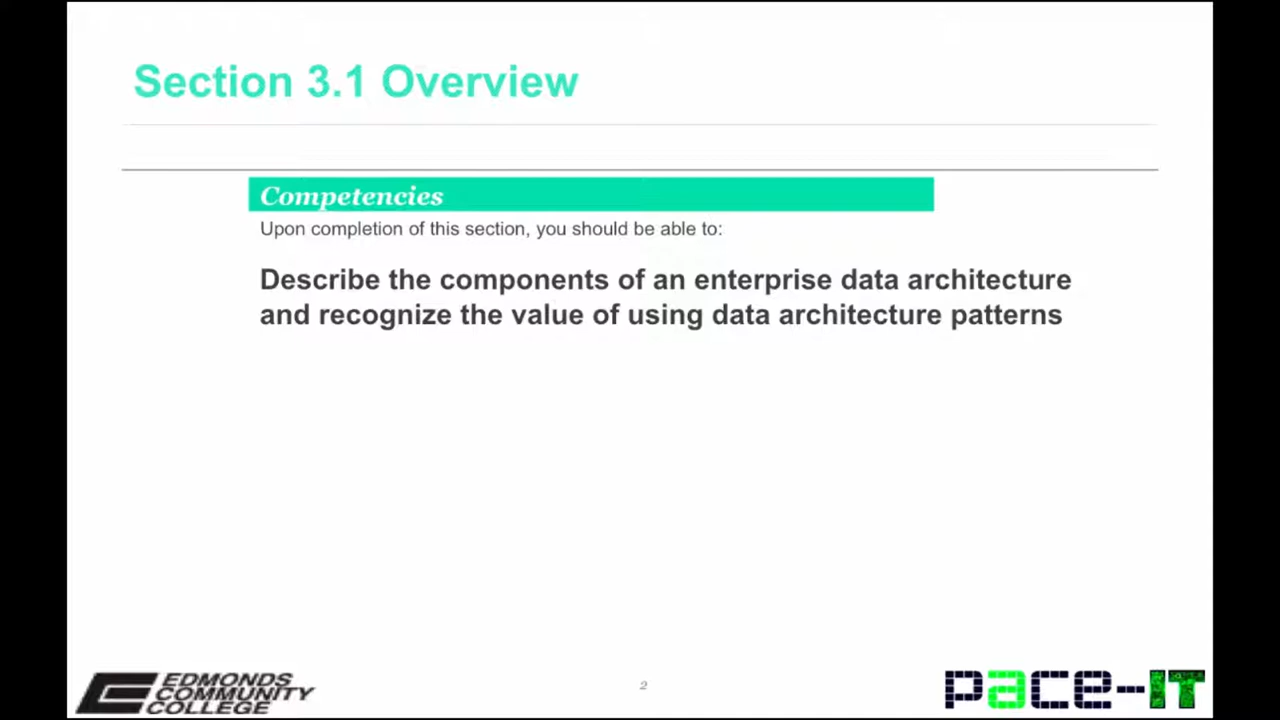 Section 3.1 Overview
Competencies
Upon completion of this section, you should be able to:
Describe the components of an enterprise data architecture
and recognize the value of using data architecture patterns
EDMONDS
COMMUNITY
COLLEGE
2
pace-IT